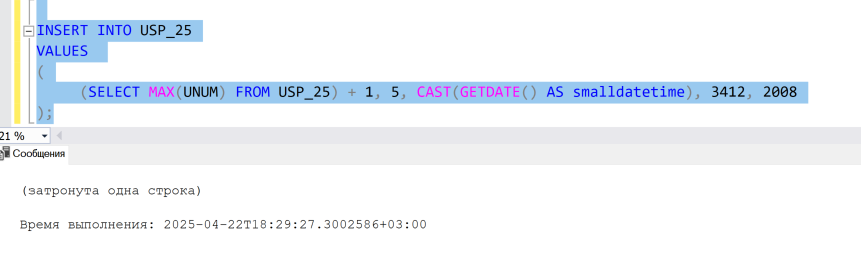 INSERT INTO USP_25
VALUES
(
(SELECT MAX(UNUM) FROM USP_25) + 1, 5, CAST(GETDATE() AS smalldatetime), 3412, 2008
);
21 %
Сообщения
(затронута одна строка)
Время выполнения: 2025-04-22T18:29:27.3002586+03:00